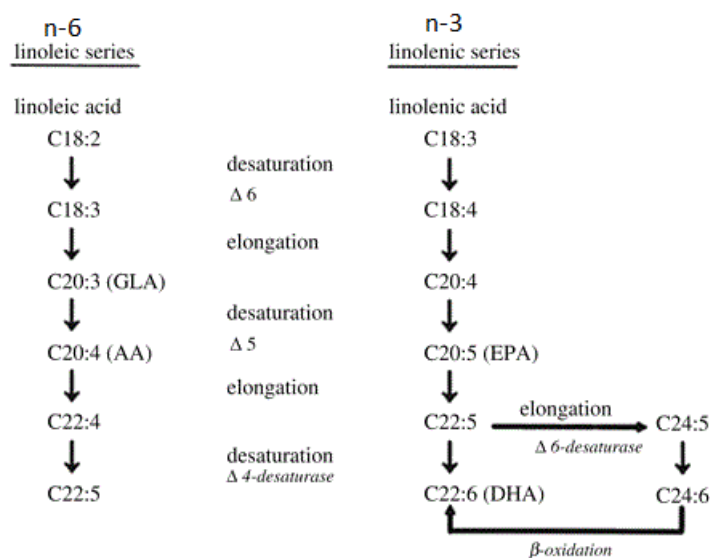 n-6
linoleic series
linoleic acid
C18:2
C18:3
C20:3 (GLA)
C20:4 (AA)
C22:4
C22:5
desaturation
Δ 6
elongation
desaturation
Δ 5
elongation
desaturation
Δ 4-desaturase
n-3
linolenic series
linolenic acid
C18:3
C18:4
C20:4
C20:5 (EPA)
C22:5
C22:6 (DHA)
elongation
Δ 6-desaturase
C24:5
C24:6
β-oxidation